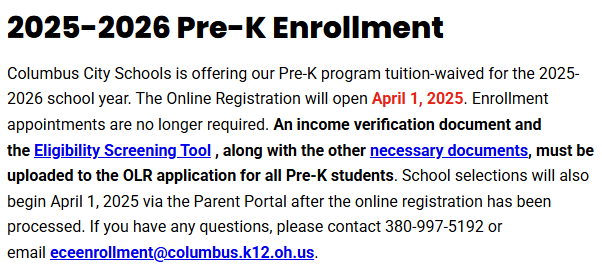 2025-2026 Pre-K Enrollment
Columbus City Schools is offering our Pre-K program tuition-waived for the 2025-
2026 school year. The Online Registration will open April 1, 2025. Enrollment
appointments are no longer required. An income verification document and
the Eligibility Screening Tool , along with the other necessary documents, must be
uploaded to the OLR application for all Pre-K students. School selections will also
begin April 1, 2025 via the Parent Portal after the online registration has been
processed. If you have any questions, please contact 380-997-5192 or
email eceenrollment@columbus.k12.oh.us.